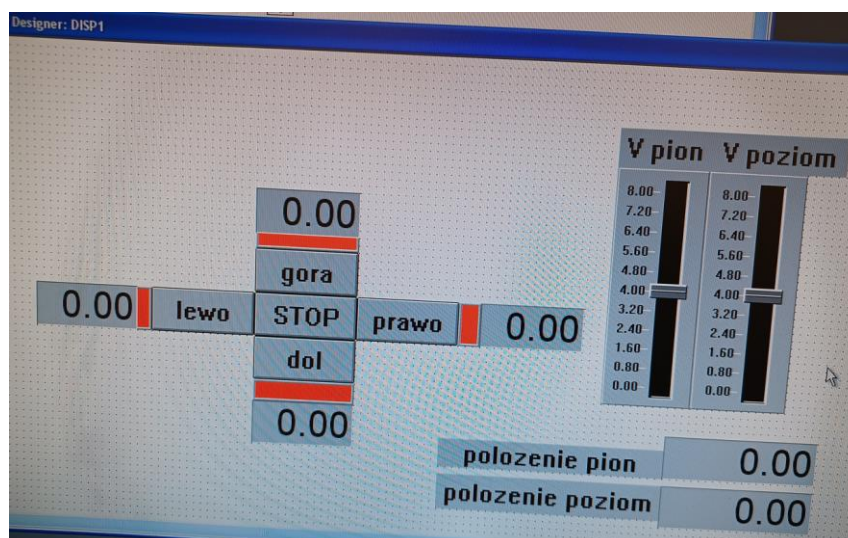 Designer: DISP1
V pion V poziom
8.00 8.00
7.20 7.20
6.40 6.40
5.60 5.60
4.80 4.80
4.00 4.00
3.20 3.20
2.40 2.40
1.60 1.60
0.80 0.80
0.00 0.00
0.00
gora
0.00 lewo STOP prawo 0.00
dol
0.00
polozenie pion 0.00
polozenie poziom 0.00